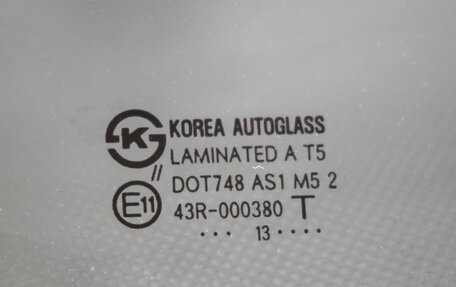 K KOREA AUTOGLASS
LAMINATED A T5
//
DOT748 AS1 M5 2
E11 43R-000380 T
··· 13 ····